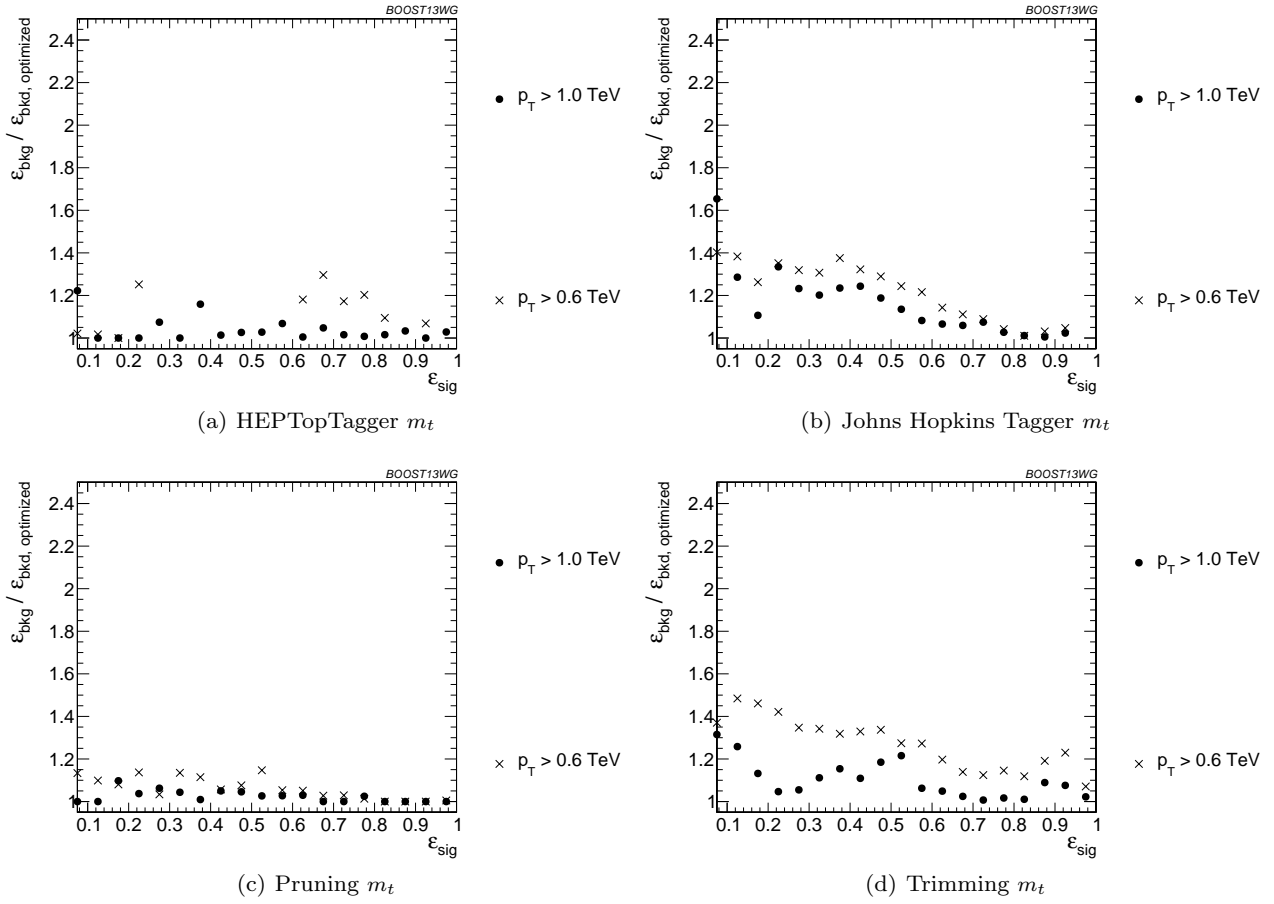 BOOST13WG
ε_bkg / ε_bkd, optimized
2.4
2.2
2
1.8
1.6
1.4
1.2
1
0.1 0.2 0.3 0.4 0.5 0.6 0.7 0.8 0.9 1
ε_sig
p_T > 1.0 TeV
p_T > 0.6 TeV
(a) HEPTopTagger m_t
BOOST13WG
ε_bkg / ε_bkd, optimized
2.4
2.2
2
1.8
1.6
1.4
1.2
1
0.1 0.2 0.3 0.4 0.5 0.6 0.7 0.8 0.9 1
ε_sig
p_T > 1.0 TeV
p_T > 0.6 TeV
(b) Johns Hopkins Tagger m_t
BOOST13WG
ε_bkg / ε_bkd, optimized
2.4
2.2
2
1.8
1.6
1.4
1.2
1
0.1 0.2 0.3 0.4 0.5 0.6 0.7 0.8 0.9 1
ε_sig
p_T > 1.0 TeV
p_T > 0.6 TeV
(c) Pruning m_t
BOOST13WG
ε_bkg / ε_bkd, optimized
2.4
2.2
2
1.8
1.6
1.4
1.2
1
0.1 0.2 0.3 0.4 0.5 0.6 0.7 0.8 0.9 1
ε_sig
p_T > 1.0 TeV
p_T > 0.6 TeV
(d) Trimming m_t